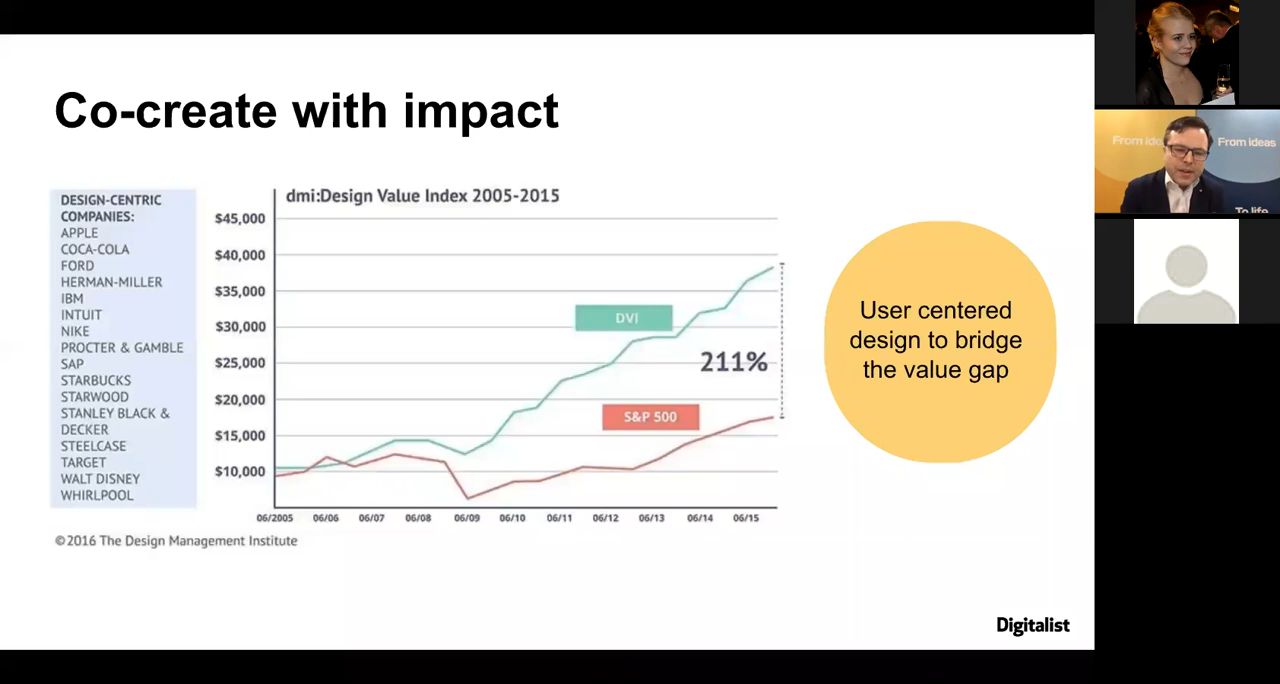 Co-create with impact
DESIGN-CENTRIC
COMPANIES:
APPLE
COCA-COLA
FORD
HERMAN-MILLER
IBM
INTUIT
NIKE
PROCTER & GAMBLE
SAP
STARBUCKS
STARWOOD
STANLEY BLACK &
DECKER
STEELCASE
TARGET
WALT DISNEY
WHIRLPOOL
dmi:Design Value Index 2005-2015
$45,000
$40,000
$35,000
$30,000
$25,000
$20,000
$15,000
$10,000
DVI
211%
S&P 500
06/2005 06/06 06/07 06/08 06/09 06/10 06/11 06/12 06/13 06/14 06/15
©2016 The Design Management Institute
User centered
design to bridge
the value gap
Digitalist
From ideas
To life